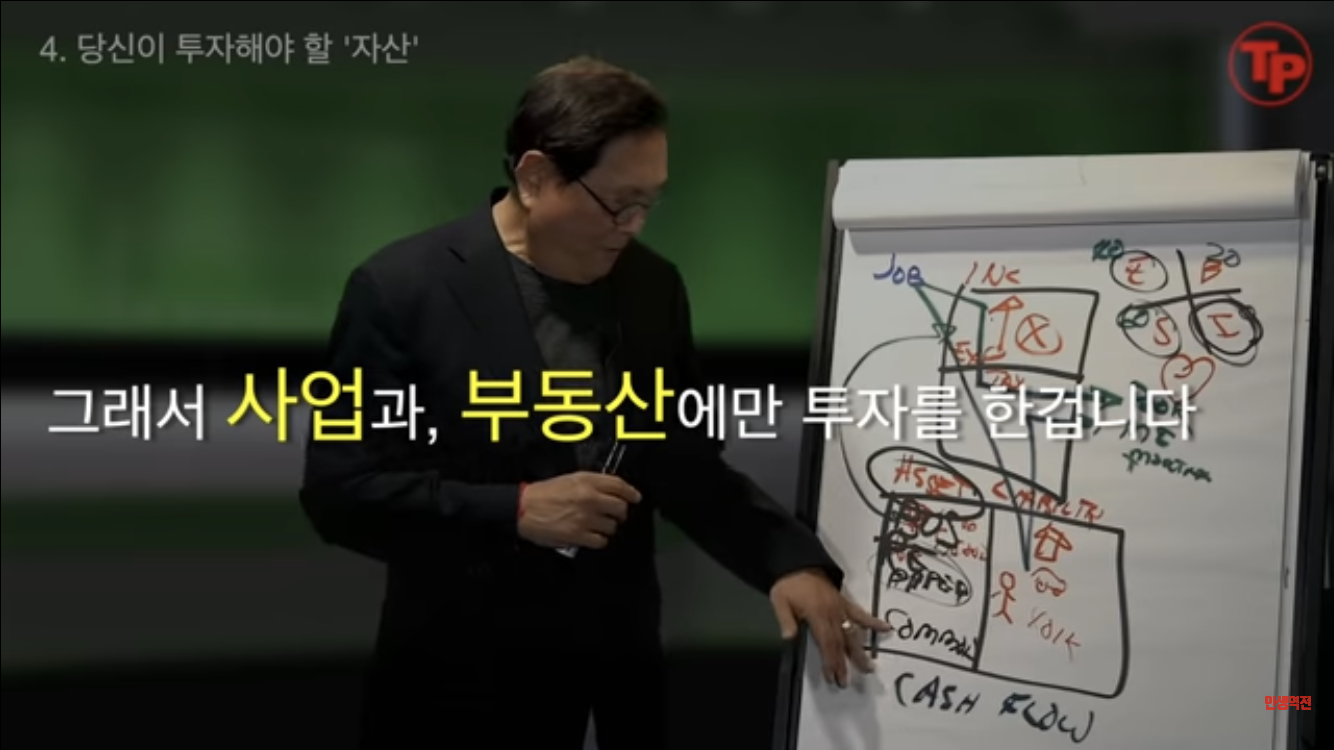 4. 당신이 투자해야 할 '자산'
TP
그래서 사업과, 부동산에만 투자를 한겁니다
JOB
INC
E
B
S
I
X
ASSET
BUS
RE
PAPER
401K
CASH FLOW
인생역전